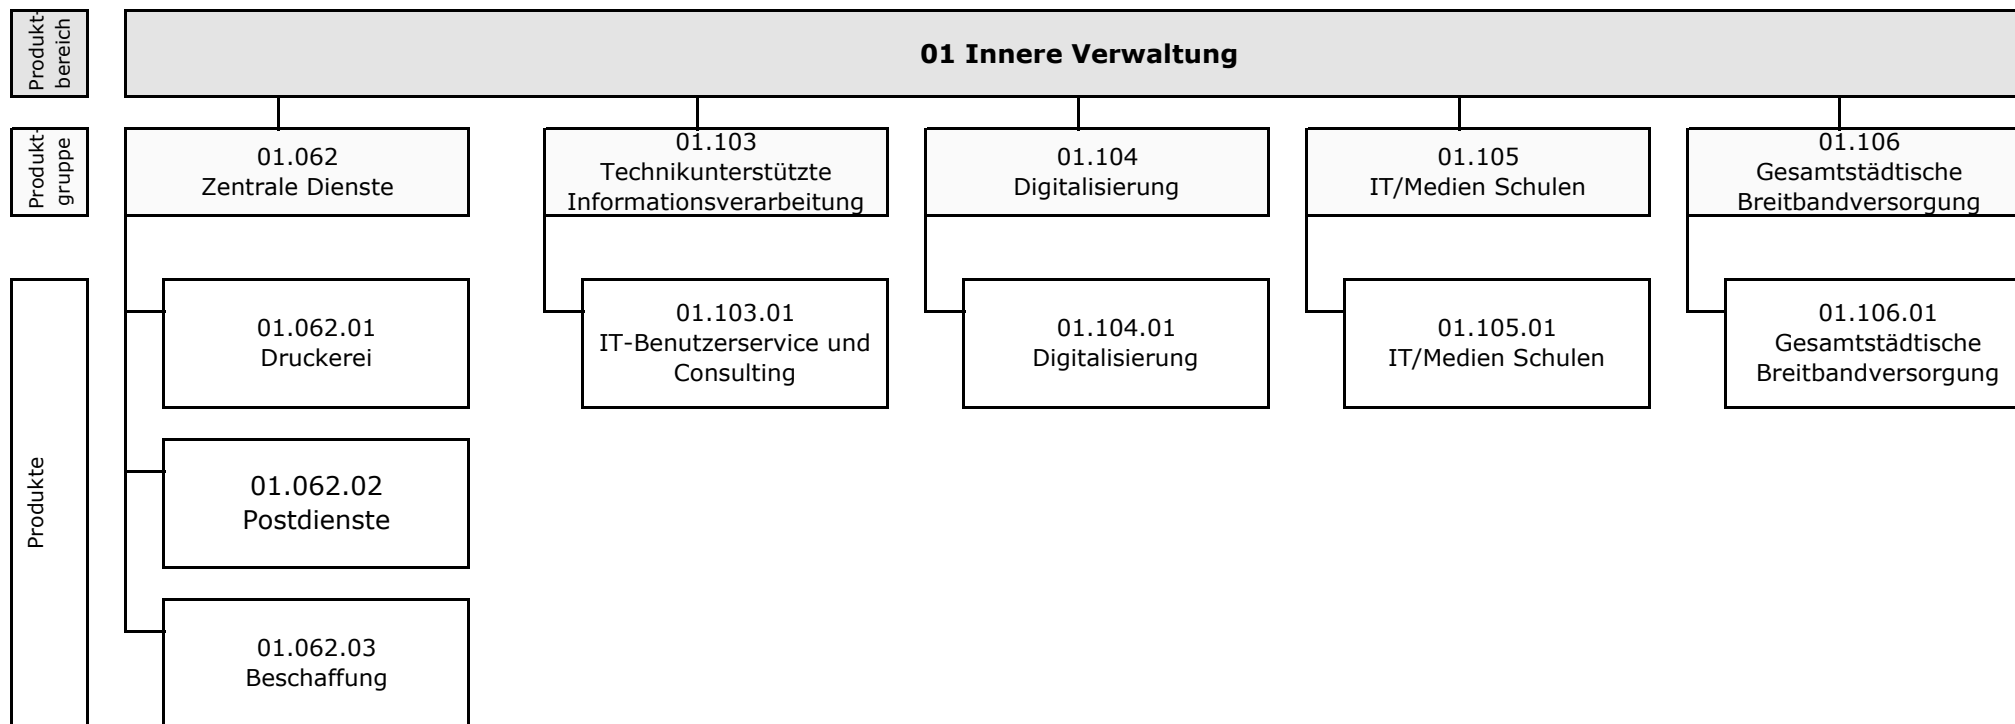 Produkt-
bereich
01 Innere Verwaltung
Produkt-
gruppe
01.062
Zentrale Dienste
01.103
Technikunterstützte
Informationsverarbeitung
01.104
Digitalisierung
01.105
IT/Medien Schulen
01.106
Gesamtstädtische
Breitbandversorgung
Produkte
01.062.01
Druckerei
01.103.01
IT-Benutzerservice und
Consulting
01.104.01
Digitalisierung
01.105.01
IT/Medien Schulen
01.106.01
Gesamtstädtische
Breitbandversorgung
01.062.02
Postdienste
01.062.03
Beschaffung